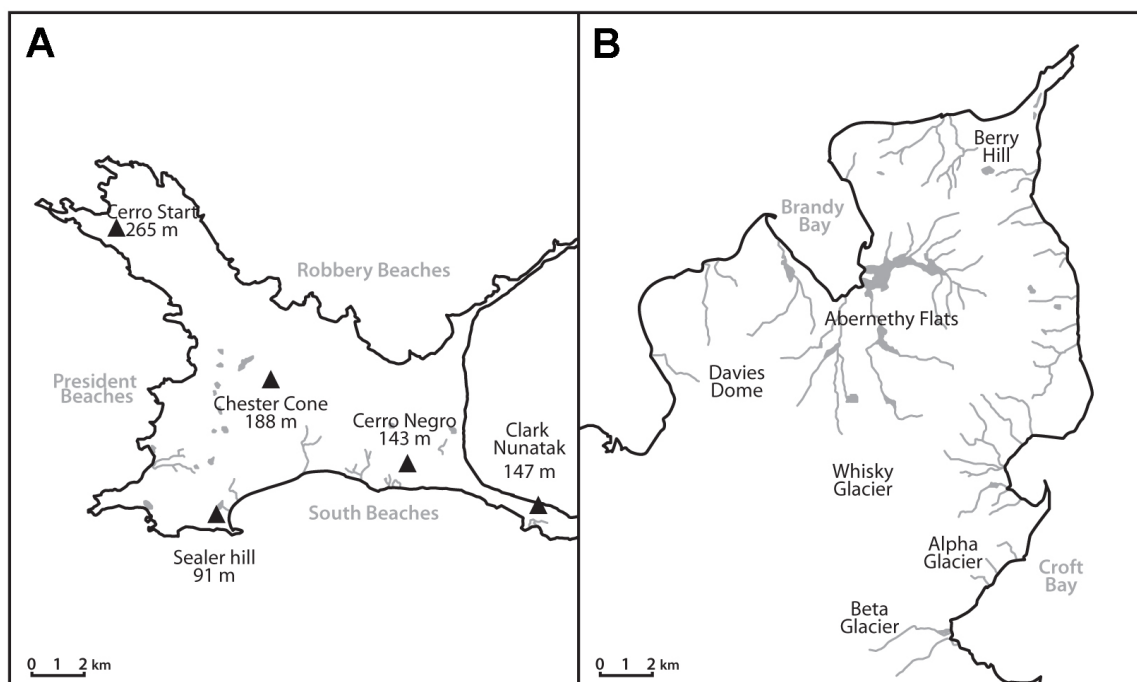 A
Cerro Start
265 m
Robbery Beaches
President
Beaches
Chester Cone
188 m
Cerro Negro
143 m
Clark
Nunatak
147 m
South Beaches
Sealer hill
91 m
0 1 2 km
B
Berry
Hill
Brandy
Bay
Abernethy Flats
Davies
Dome
Whisky
Glacier
Alpha
Glacier
Croft
Bay
Beta
Glacier
0 1 2 km